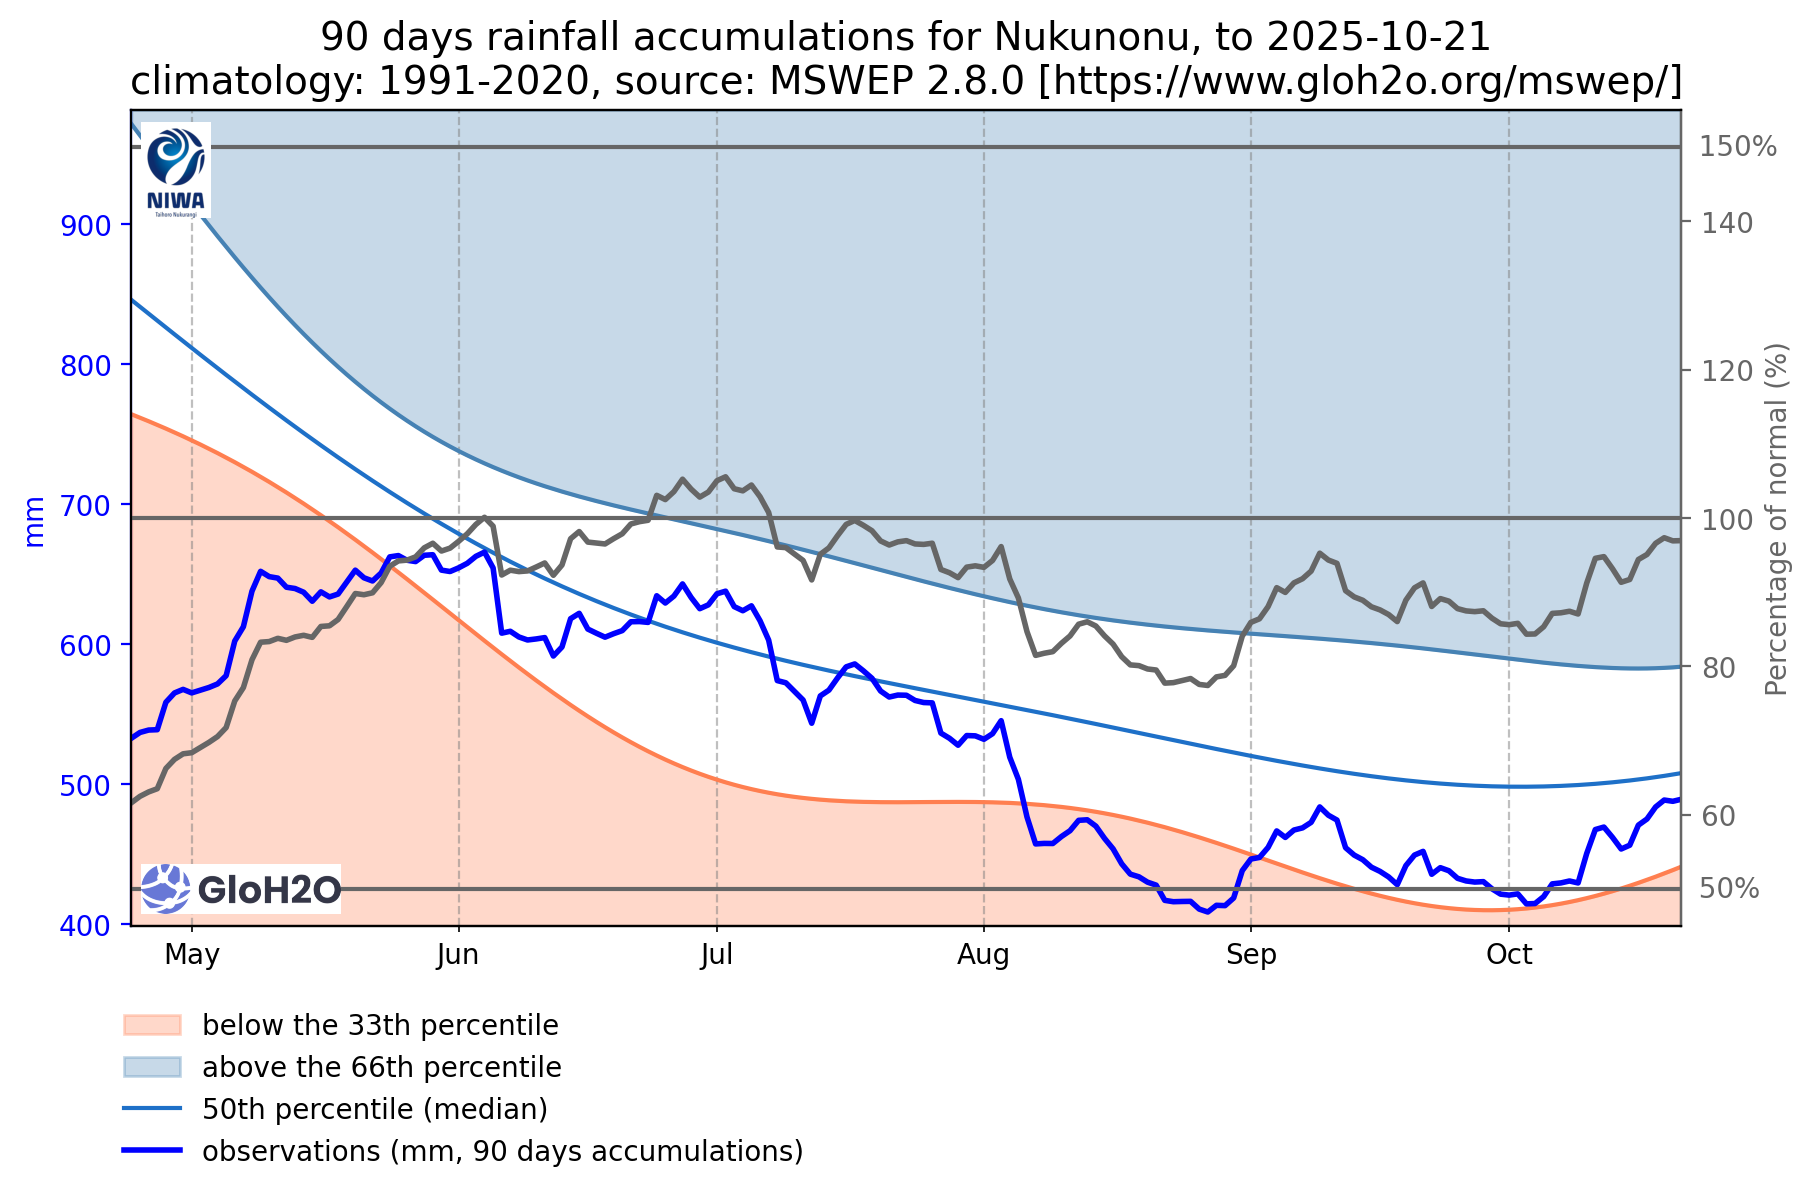 90 days rainfall accumulations for Nukunonu, to 2025-10-21
climatology: 1991-2020, source: MSWEP 2.8.0 [https://www.gloh2o.org/mswep/]
NIWA
Taihoro Nukurangi
GloH2O
mm
900
800
700
600
500
400
150%
140
120
100
80
60
50%
Percentage of normal (%)
May
Jun
Jul
Aug
Sep
Oct
below the 33th percentile
above the 66th percentile
50th percentile (median)
observations (mm, 90 days accumulations)